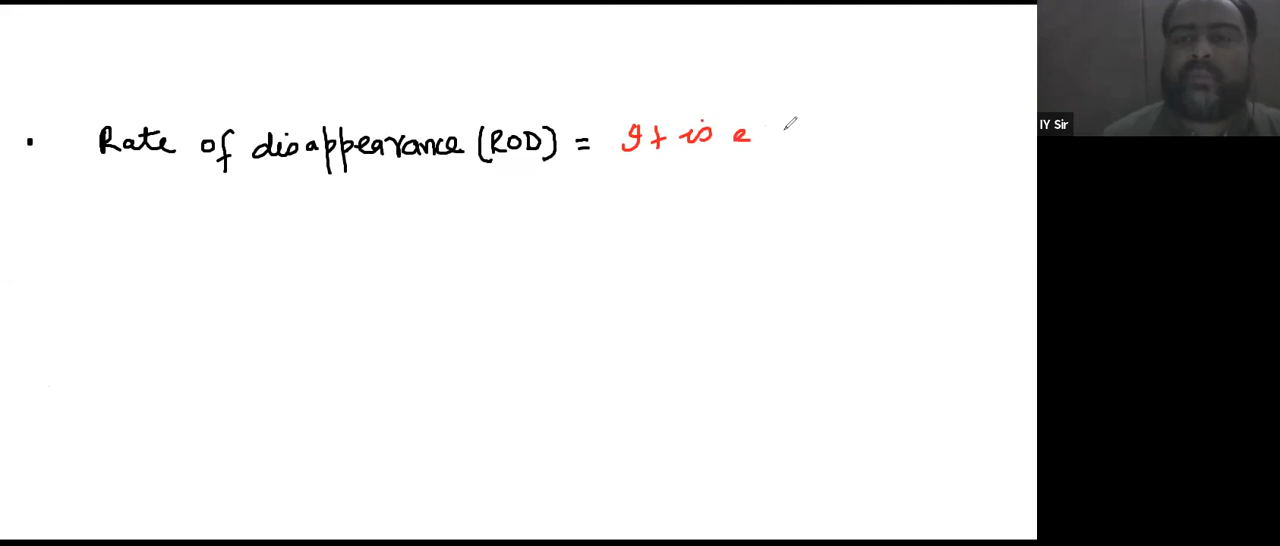 . Rate of disappearance (ROD) = It is e
IY Sir